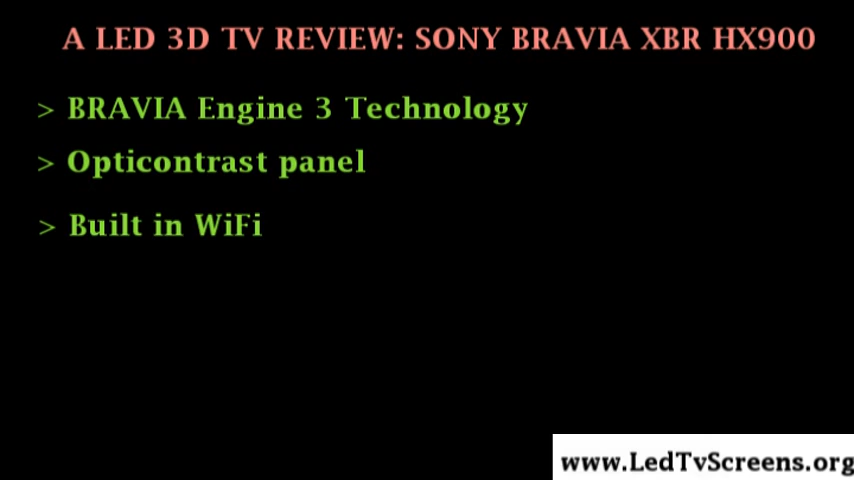 A LED 3D TV REVIEW: SONY BRAVIA XBR HX900
> BRAVIA Engine 3 Technology
> Opticontrast panel
> Built in WiFi
www.LedTvScreens.org